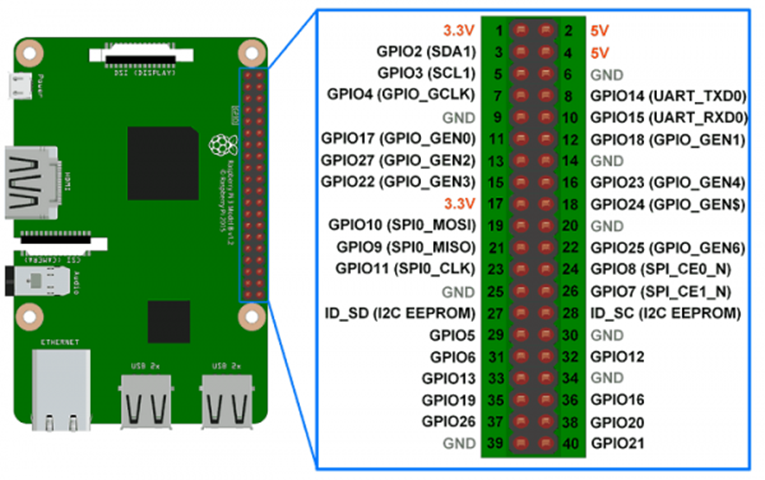 DSI (DISPLAY)
Power
HDMI
GPIO
CSI (CAMERA)
Audio
ETHERNET
USB 2x
USB 2x
3.3V 1 2 5V
GPIO2 (SDA1) 3 4 5V
GPIO3 (SCL1) 5 6 GND
GPIO4 (GPIO_GCLK) 7 8 GPIO14 (UART_TXD0)
GND 9 10 GPIO15 (UART_RXD0)
GPIO17 (GPIO_GEN0) 11 12 GPIO18 (GPIO_GEN1)
GPIO27 (GPIO_GEN2) 13 14 GND
GPIO22 (GPIO_GEN3) 15 16 GPIO23 (GPIO_GEN4)
3.3V 17 18 GPIO24 (GPIO_GEN$)
GPIO10 (SPI0_MOSI) 19 20 GND
GPIO9 (SPI0_MISO) 21 22 GPIO25 (GPIO_GEN6)
GPIO11 (SPI0_CLK) 23 24 GPIO8 (SPI_CE0_N)
GND 25 26 GPIO7 (SPI_CE1_N)
ID_SD (I2C EEPROM) 27 28 ID_SC (I2C EEPROM)
GPIO5 29 30 GND
GPIO6 31 32 GPIO12
GPIO13 33 34 GND
GPIO19 35 36 GPIO16
GPIO26 37 38 GPIO20
GND 39 40 GPIO21